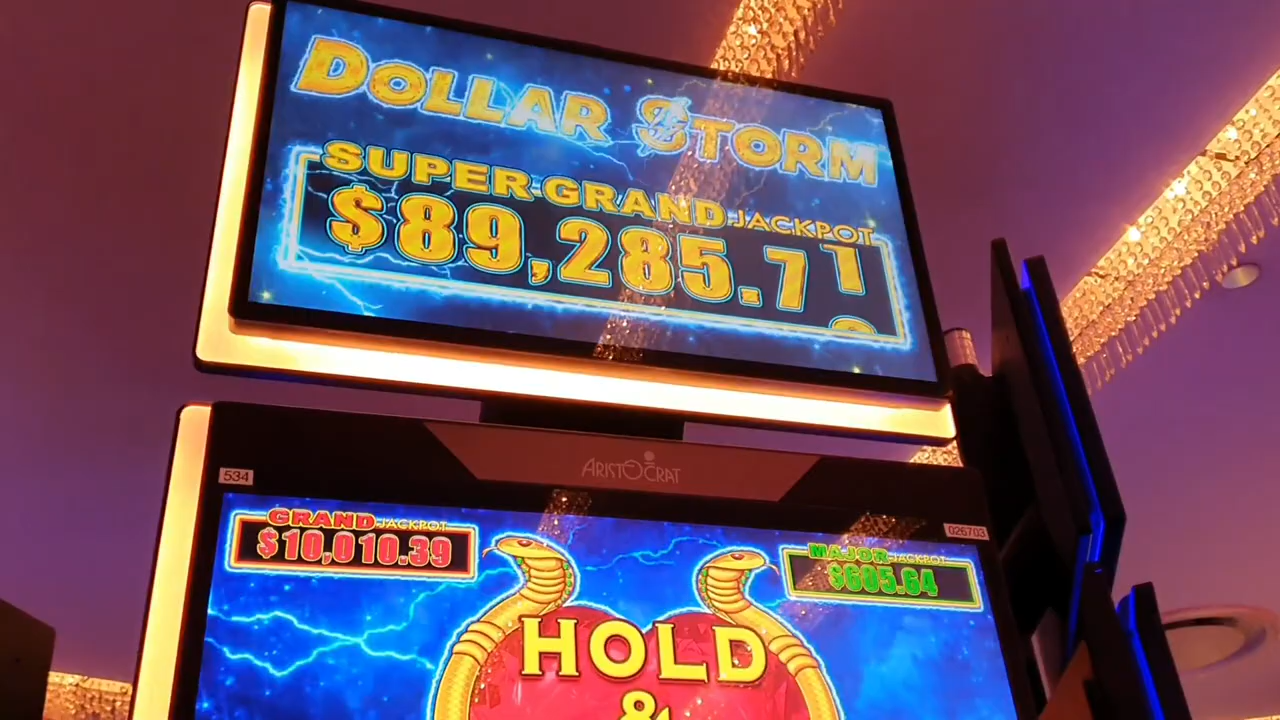 DOLLAR STORM
SUPER GRAND JACKPOT
$89,285.71
ARISTOCRAT
534
026703
GRAND JACKPOT
$10,010.39
MAJOR JACKPOT
$605.64
HOLD
&